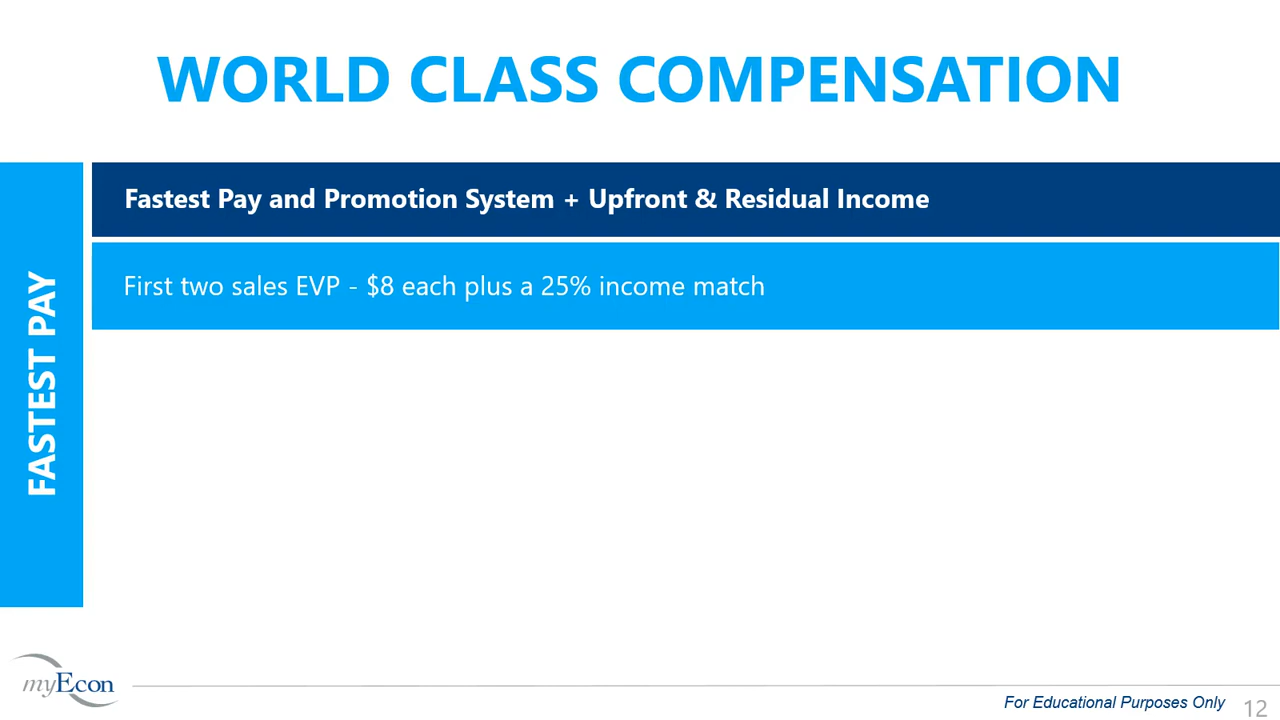 WORLD CLASS COMPENSATION
FASTEST PAY
Fastest Pay and Promotion System + Upfront & Residual Income
First two sales EVP - $8 each plus a 25% income match
myEcon
For Educational Purposes Only
12